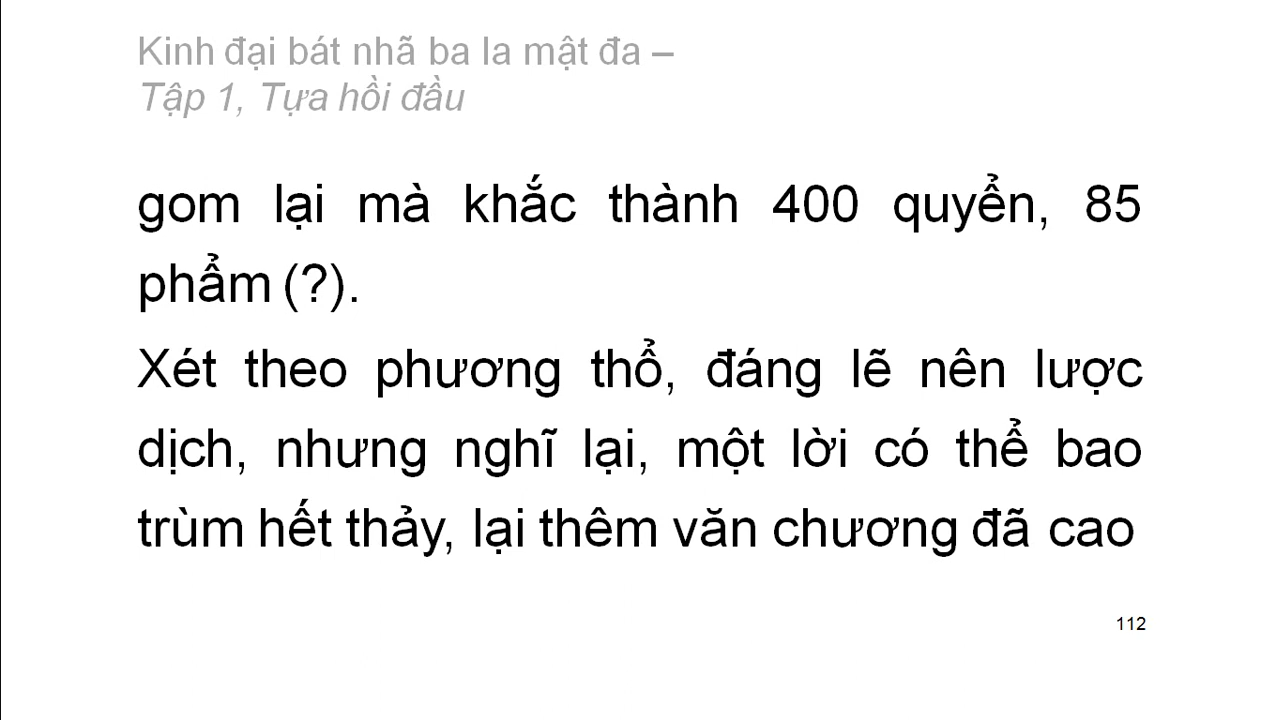 Kinh đại bát nhã ba la mật đa –
Tập 1, Tựa hồi đầu
gom lại mà khắc thành 400 quyển, 85
phẩm (?).
Xét theo phương thổ, đáng lẽ nên lược
dịch, nhưng nghĩ lại, một lời có thể bao
trùm hết thảy, lại thêm văn chương đã cao
112